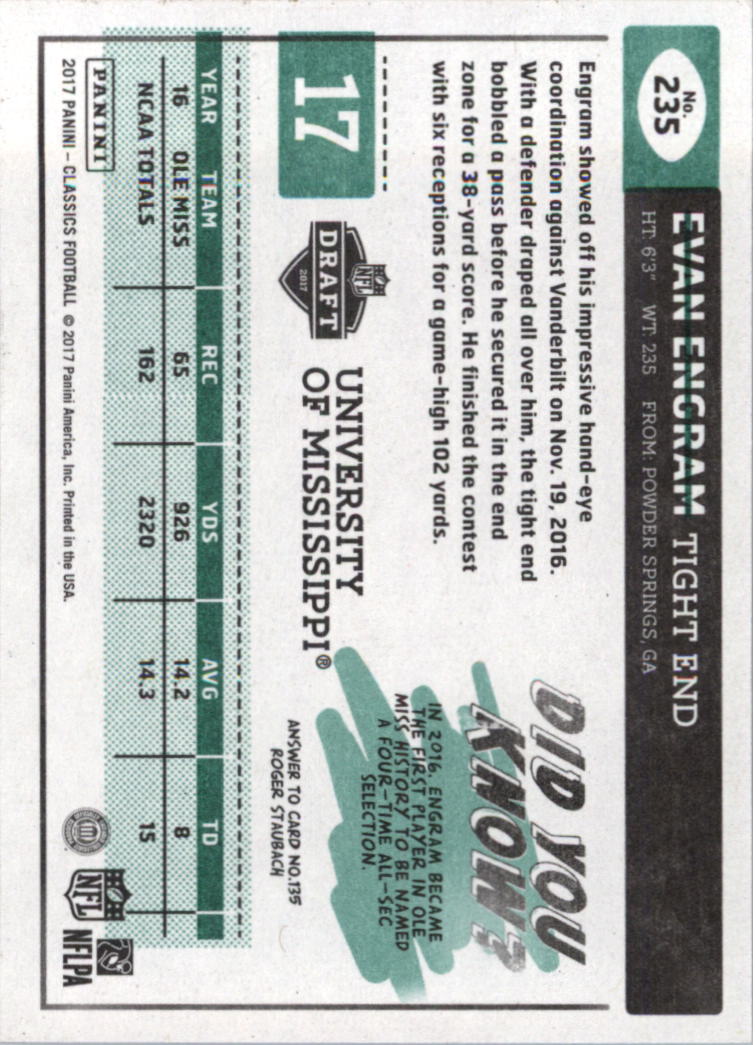 No.
235
EVAN ENGRAM TIGHT END
HT: 6'3" WT: 235 FROM: POWDER SPRINGS, GA
Engram showed off his impressive hand-eye
coordination against Vanderbilt on Nov. 19, 2016.
With a defender draped all over him, the tight end
bobbled a pass before he secured it in the end
zone for a 38-yard score. He finished the contest
with six receptions for a game-high 102 yards.
DID YOU
KNOW?
IN 2016, ENGRAM BECAME
THE FIRST PLAYER IN OLE
MISS HISTORY TO BE NAMED
A FOUR-TIME ALL-SEC
SELECTION.
ANSWER TO CARD NO.135
ROGER STAUBACH
17
NFL
DRAFT
2017
UNIVERSITY
OF MISSISSIPPI®
YEAR TEAM REC YDS AVG TD
16 OLE MISS 65 926 14.2 8
NCAA TOTALS 162 2320 14.3 15
PANINI
2017 PANINI – CLASSICS FOOTBALL © 2017 Panini America, Inc. Printed in the USA.
NFL
NFLPA